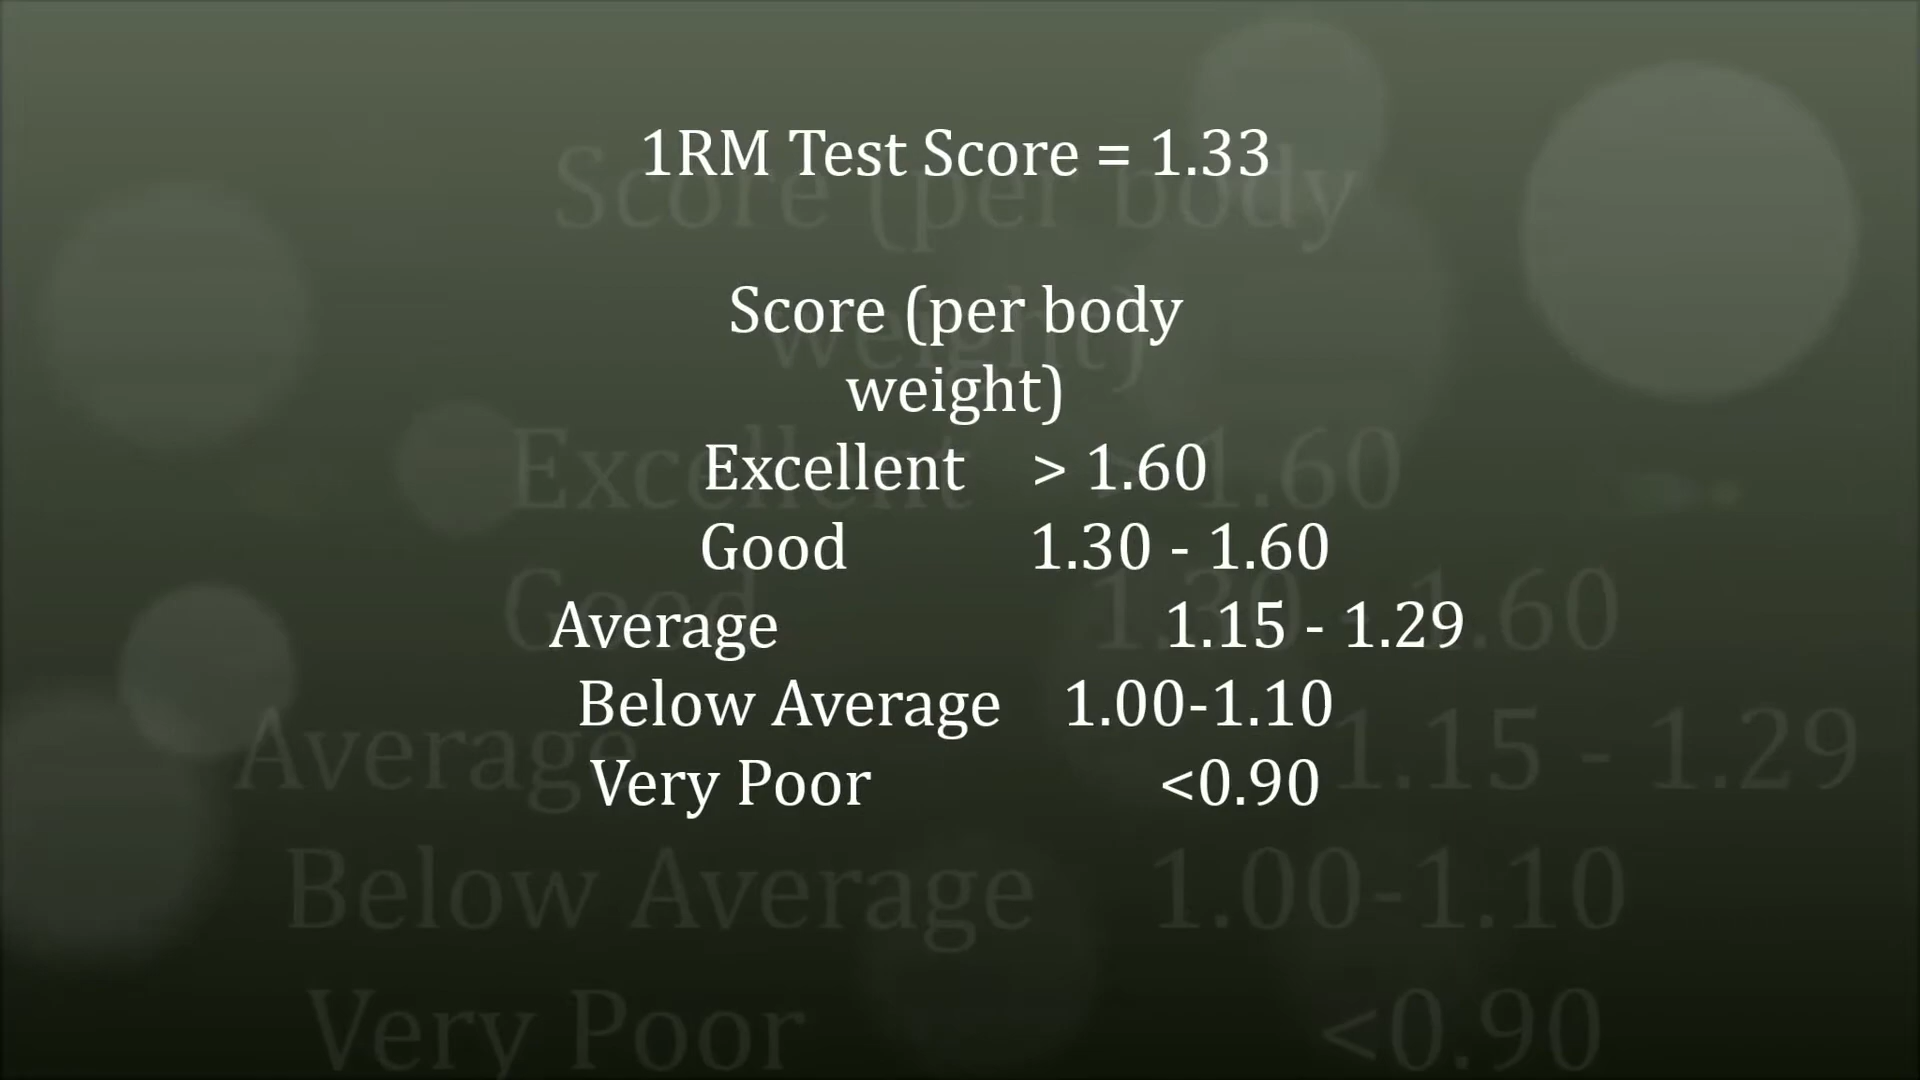 1RM Test Score = 1.33
Score (per body
weight)
Excellent > 1.60
Good 1.30 - 1.60
Average 1.15 - 1.29
Below Average 1.00-1.10
Very Poor <0.90